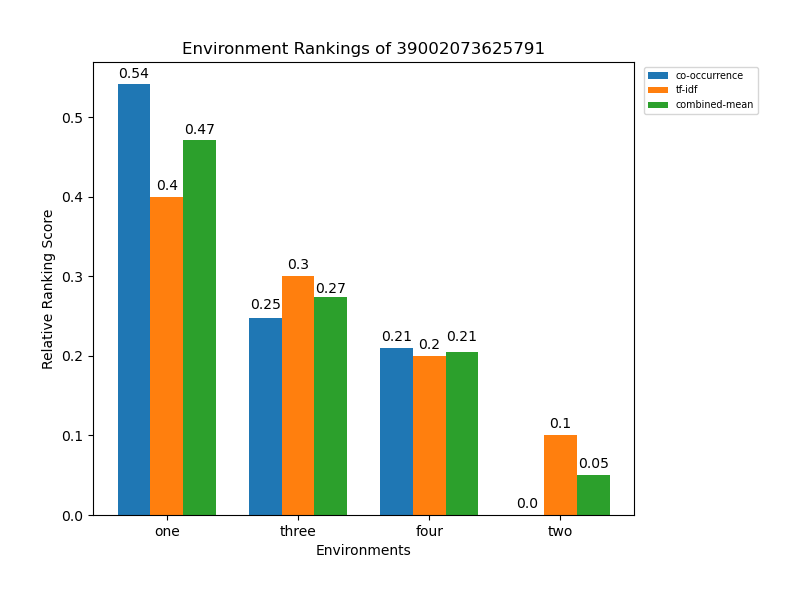 Environment Rankings of 39002073625791
co-occurrence
tf-idf
combined-mean
Relative Ranking Score
0.5
0.4
0.3
0.2
0.1
0.0
0.54
0.4
0.47
0.25
0.3
0.27
0.21
0.2
0.21
0.0
0.1
0.05
one
three
four
two
Environments